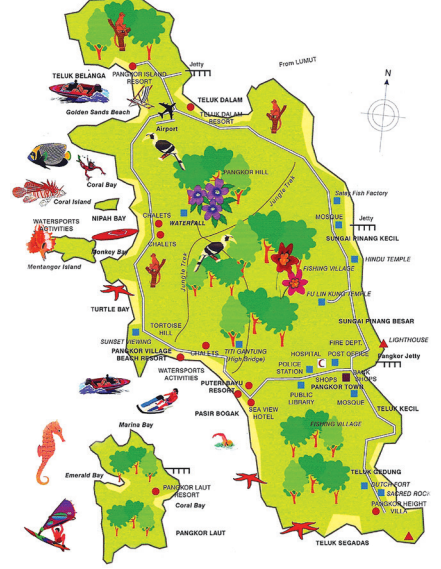 From LUMUT
Jetty
TELUK BELANGA
PANGKOR ISLAND
RESORT
N
TELUK DALAM
Golden Sands Beach
TELUK DALAM
RESORT
Airport
PANGKOR HILL
Coral Bay
Jungle Trek
Satay Fish Factory
Coral Island
NIPAH BAY
CHALETS
MOSQUE
WATERSPORTS
ACTIVITIES
WATERFALL
Jetty
SUNGAI PINANG KECIL
Monkey Bay
CHALETS
HINDU TEMPLE
Mentangor Island
Jungle Trek
FISHING VILLAGE
TURTLE BAY
FU LIN KUNG TEMPLE
SUNGAI PINANG BESAR
TORTOISE
HILL
SUNSET VIEWING
FIRE DEPT.
LIGHTHOUSE
PANGKOR VILLAGE
BEACH RESORT
CHALETS
TITI GANTUNG
(High Bridge)
HOSPITAL
POST OFFICE
Pangkor Jetty
POLICE
STATION
WATERSPORTS
ACTIVITIES
SHOPS
BANK
SHOPS
PUTERI BAYU
RESORT
PANGKOR TOWN
PUBLIC
LIBRARY
MOSQUE
PASIR BOGAK
SEA VIEW
HOTEL
TELUK KECIL
Marina Bay
FISHING VILLAGE
Emerald Bay
TELUK GEDUNG
PANGKOR LAUT
RESORT
DUTCH FORT
SACRED ROCK
Coral Bay
PANGKOR HEIGHT
VILLA
PANGKOR LAUT
TELUK SEGADAS